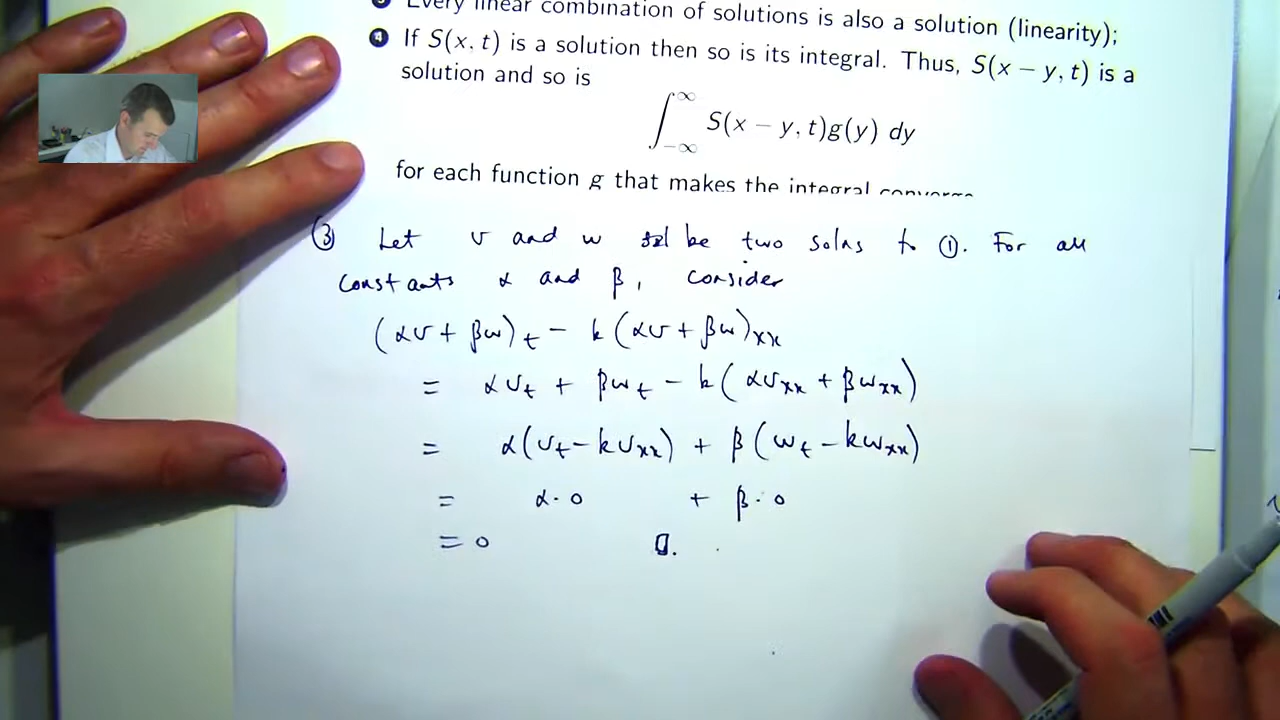 Every linear combination of solutions is also a solution (linearity);
4 If S(x, t) is a solution then so is its integral. Thus, S(x − y, t) is a
solution and so is
∫_{−∞}^{∞} S(x − y, t)g(y) dy
for each function g that makes the integral converge
③ Let v and w be two solns to ①. For all
constants α and β, consider
(αv + βw)_t − k(αv + βw)_xx
= αv_t + βw_t − k(αv_xx + βw_xx)
= α(v_t − kv_xx) + β(w_t − kw_xx)
= α·0 + β·0
= 0 □.